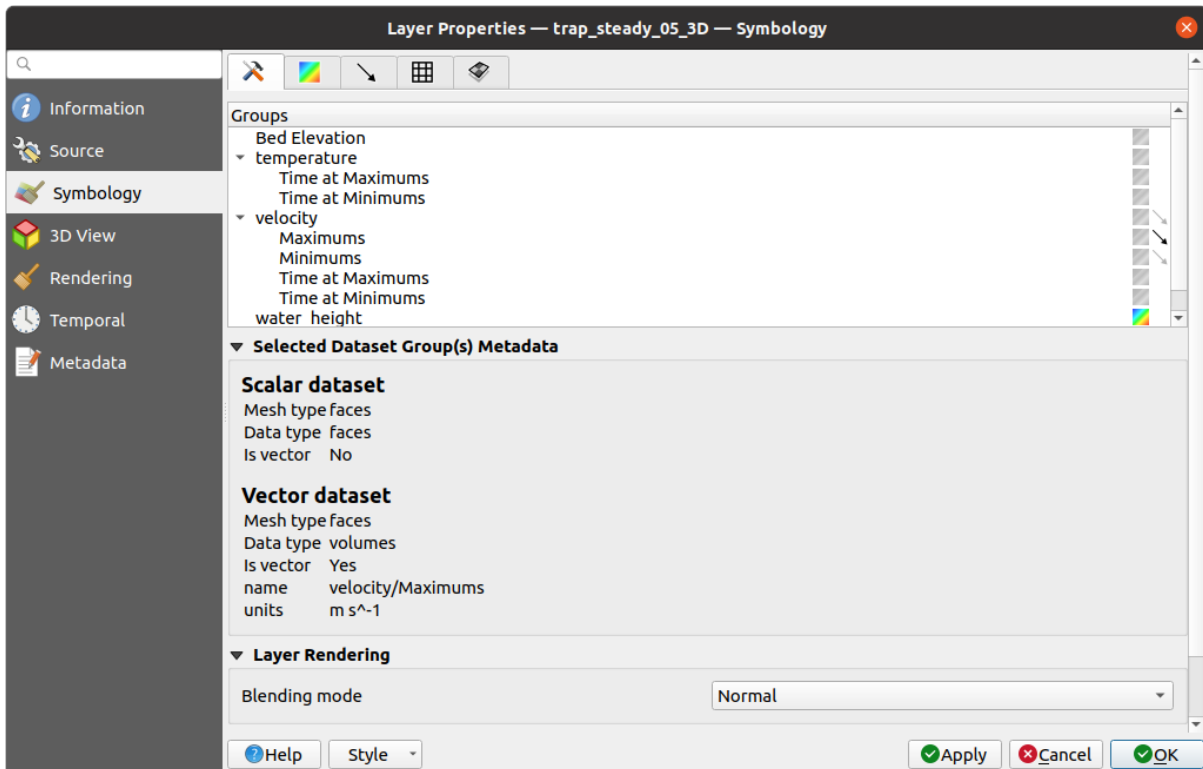 Layer Properties — trap_steady_05_3D — Symbology
Information
Source
Symbology
3D View
Rendering
Temporal
Metadata
Groups
Bed Elevation
temperature
Time at Maximums
Time at Minimums
velocity
Maximums
Minimums
Time at Maximums
Time at Minimums
water_height
Selected Dataset Group(s) Metadata
Scalar dataset
Mesh type faces
Data type faces
Is vector No
Vector dataset
Mesh type faces
Data type volumes
Is vector Yes
name velocity/Maximums
units m s^-1
Layer Rendering
Blending mode Normal
Help Style Apply Cancel OK